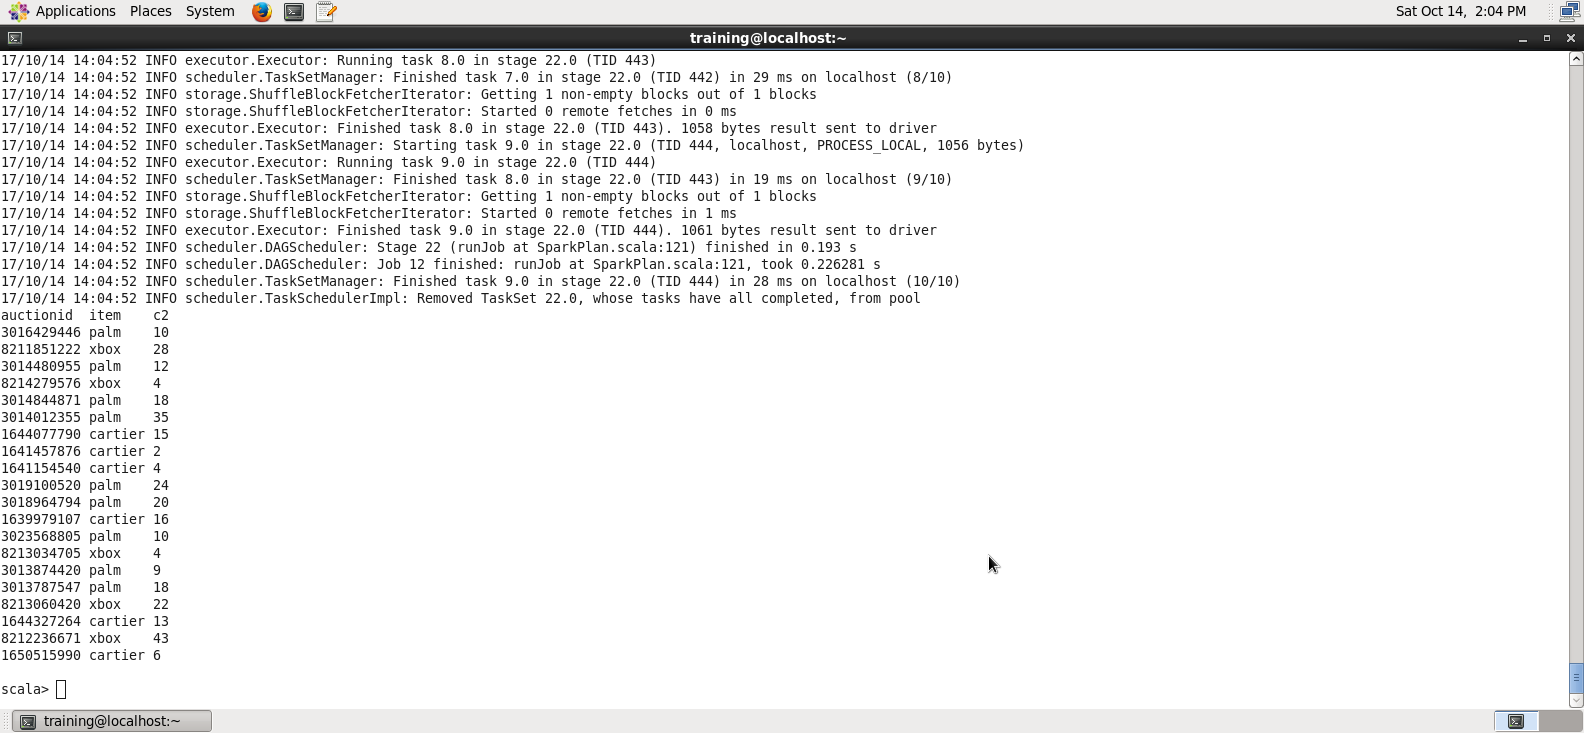 Applications Places System Sat Oct 14, 2:04 PM
training@localhost:~
17/10/14 14:04:52 INFO executor.Executor: Running task 8.0 in stage 22.0 (TID 443)
17/10/14 14:04:52 INFO scheduler.TaskSetManager: Finished task 7.0 in stage 22.0 (TID 442) in 29 ms on localhost (8/10)
17/10/14 14:04:52 INFO storage.ShuffleBlockFetcherIterator: Getting 1 non-empty blocks out of 1 blocks
17/10/14 14:04:52 INFO storage.ShuffleBlockFetcherIterator: Started 0 remote fetches in 0 ms
17/10/14 14:04:52 INFO executor.Executor: Finished task 8.0 in stage 22.0 (TID 443). 1058 bytes result sent to driver
17/10/14 14:04:52 INFO scheduler.TaskSetManager: Starting task 9.0 in stage 22.0 (TID 444, localhost, PROCESS_LOCAL, 1056 bytes)
17/10/14 14:04:52 INFO executor.Executor: Running task 9.0 in stage 22.0 (TID 444)
17/10/14 14:04:52 INFO scheduler.TaskSetManager: Finished task 8.0 in stage 22.0 (TID 443) in 19 ms on localhost (9/10)
17/10/14 14:04:52 INFO storage.ShuffleBlockFetcherIterator: Getting 1 non-empty blocks out of 1 blocks
17/10/14 14:04:52 INFO storage.ShuffleBlockFetcherIterator: Started 0 remote fetches in 1 ms
17/10/14 14:04:52 INFO executor.Executor: Finished task 9.0 in stage 22.0 (TID 444). 1061 bytes result sent to driver
17/10/14 14:04:52 INFO scheduler.DAGScheduler: Stage 22 (runJob at SparkPlan.scala:121) finished in 0.193 s
17/10/14 14:04:52 INFO scheduler.DAGScheduler: Job 12 finished: runJob at SparkPlan.scala:121, took 0.226281 s
17/10/14 14:04:52 INFO scheduler.TaskSetManager: Finished task 9.0 in stage 22.0 (TID 444) in 28 ms on localhost (10/10)
17/10/14 14:04:52 INFO scheduler.TaskSchedulerImpl: Removed TaskSet 22.0, whose tasks have all completed, from pool
auctionid item c2
3016429446 palm 10
8211851222 xbox 28
3014480955 palm 12
8214279576 xbox 4
3014844871 palm 18
3014012355 palm 35
1644077790 cartier 15
1641457876 cartier 2
1641154540 cartier 4
3019100520 palm 24
3018964794 palm 20
1639979107 cartier 16
3023568805 palm 10
8213034705 xbox 4
3013874420 palm 9
3013787547 palm 18
8213060420 xbox 22
1644327264 cartier 13
8212236671 xbox 43
1650515990 cartier 6
scala>
training@localhost:~